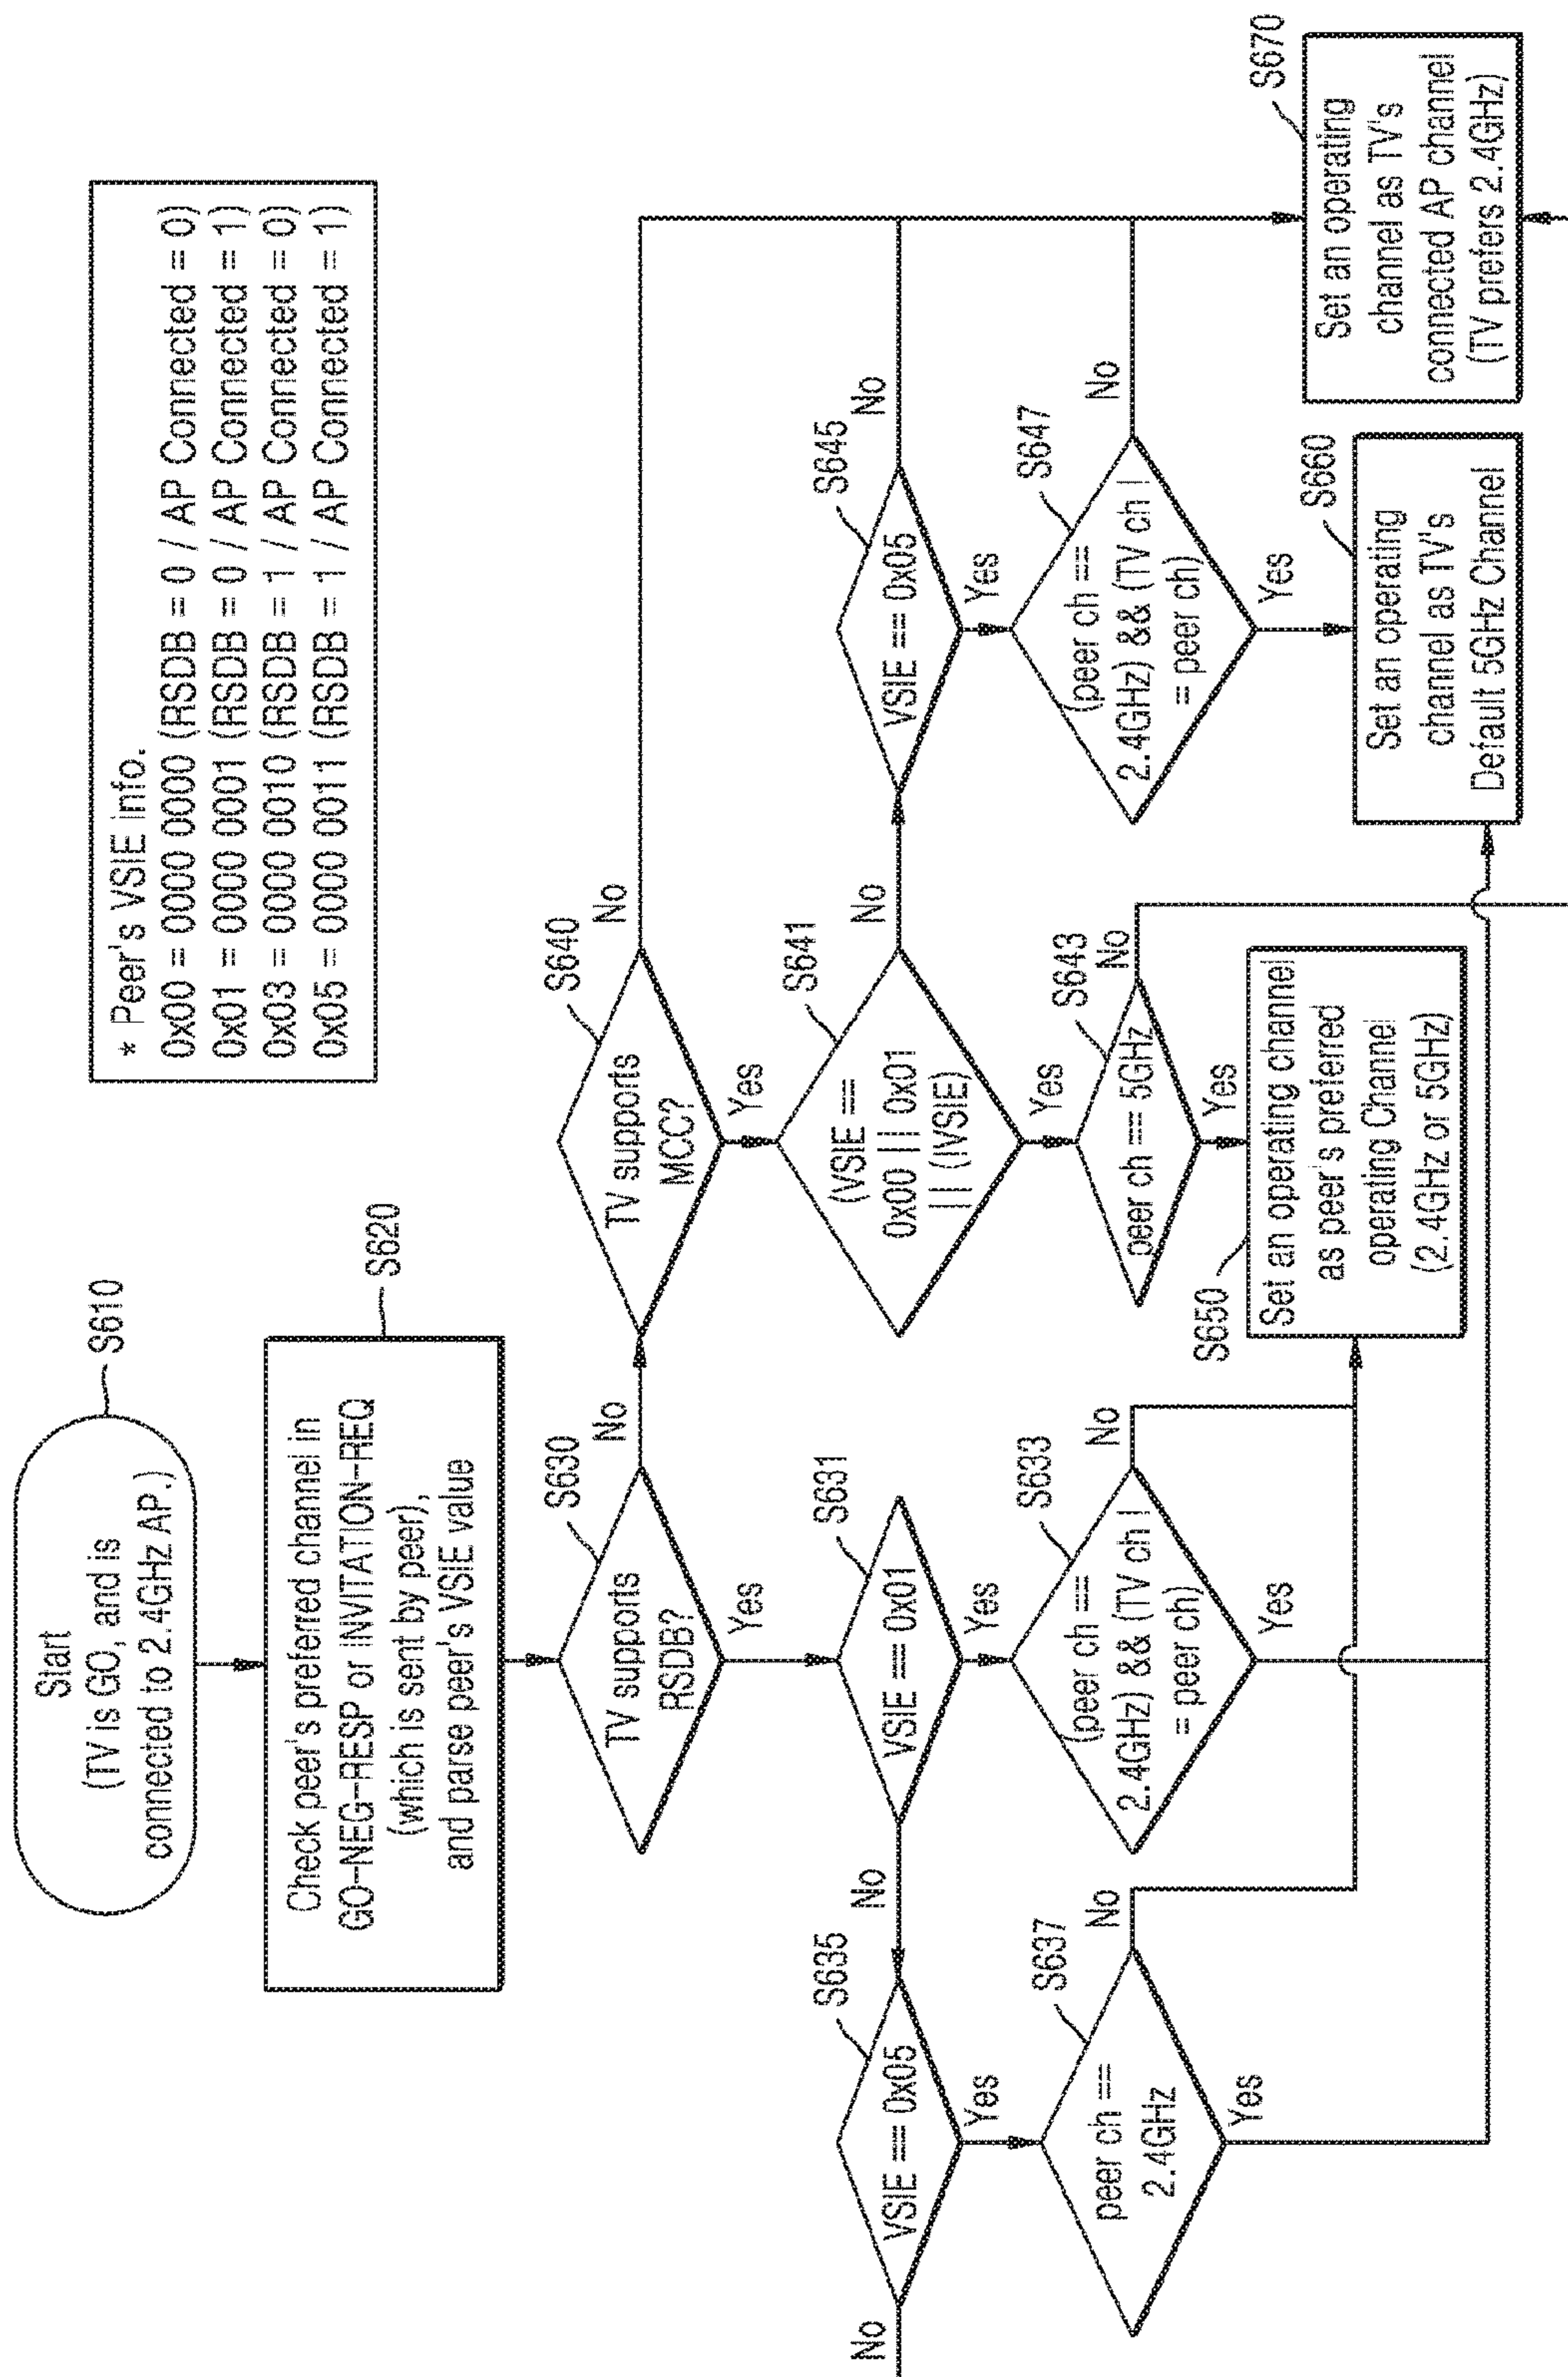 * Peer's VSIE info.
0x00 = 0000 0000 (RSDB = 0 / AP Connected = 0)
0x01 = 0000 0001 (RSDB = 0 / AP Connected = 1)
0x03 = 0000 0010 (RSDB = 1 / AP Connected = 0)
0x05 = 0000 0011 (RSDB = 1 / AP Connected = 1)
S610
Start
(TV is GO, and is
connected to 2.4GHz AP.)
S620
Check peer's preferred channel in
GO-NEG-RESP or INVITATION-REQ
(which is sent by peer),
and parse peer's VSIE value
S630
TV supports
RSDB?
No
Yes
S640
TV supports
MCC?
No
Yes
S635
VSIE == 0x05
No
Yes
S631
VSIE == 0x01
No
Yes
S641
(VSIE ==
0x00 || 0x01
|| (!VSIE)
No
Yes
S645
VSIE == 0x05
No
Yes
S637
peer ch ==
2.4GHz
No
Yes
S633
(peer ch ==
2.4GHz) && (TV ch !
= peer ch)
No
Yes
S643
peer ch == 5GHz
No
Yes
S647
(peer ch ==
2.4GHz) && (TV ch !
= peer ch)
No
Yes
S650
Set an operating channel
as peer's preferred
operating Channel
(2.4GHz or 5GHz)
S660
Set an operating
channel as TV's
Default 5GHz Channel
S670
Set an operating
channel as TV's
connected AP channel
(TV prefers 2.4GHz)